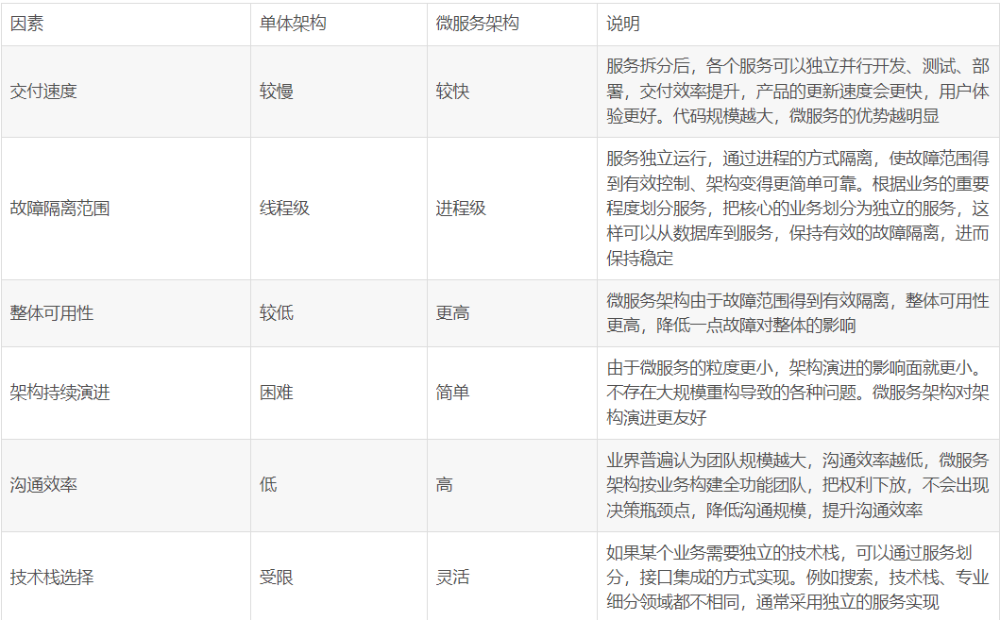 因素 单体架构 微服务架构 说明
交付速度 较慢 较快
服务拆分后，各个服务可以独立并行开发、测试、部
署，交付效率提升，产品的更新速度会更快，用户体
验更好。代码规模越大，微服务的优势越明显
故障隔离范围 线程级 进程级
服务独立运行，通过进程的方式隔离，使故障范围得
到有效控制、架构变得更简单可靠。根据业务的重要
程度划分服务，把核心的业务划分为独立的服务，这
样可以从数据库到服务，保持有效的故障隔离，进而
保持稳定
整体可用性 较低 更高
微服务架构由于故障范围得到有效隔离，整体可用性
更高，降低一点故障对整体的影响
架构持续演进 困难 简单
由于微服务的粒度更小，架构演进的影响面就更小。
不存在大规模重构导致的各种问题。微服务架构对架
构演进更友好
沟通效率 低 高
业界普遍认为团队规模越大，沟通效率越低，微服务
架构按业务构建全功能团队，把权利下放，不会出现
决策瓶颈点，降低沟通规模，提升沟通效率
技术栈选择 受限 灵活
如果某个业务需要独立的技术栈，可以通过服务划
分，接口集成的方式实现。例如搜索，技术栈、专业
细分领域都不相同，通常采用独立的服务实现